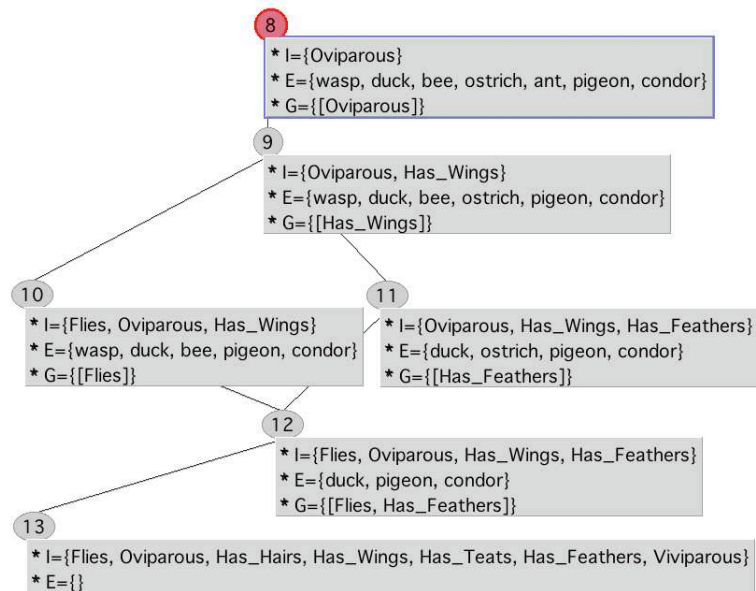 8
* I={Oviparous}
* E={wasp, duck, bee, ostrich, ant, pigeon, condor}
* G={[Oviparous]}
9
* I={Oviparous, Has_Wings}
* E={wasp, duck, bee, ostrich, pigeon, condor}
* G={[Has_Wings]}
10
* I={Flies, Oviparous, Has_Wings}
* E={wasp, duck, bee, pigeon, condor}
* G={[Flies]}
11
* I={Oviparous, Has_Wings, Has_Feathers}
* E={duck, ostrich, pigeon, condor}
* G={[Has_Feathers]}
12
* I={Flies, Oviparous, Has_Wings, Has_Feathers}
* E={duck, pigeon, condor}
* G={[Flies, Has_Feathers]}
13
* I={Flies, Oviparous, Has_Hairs, Has_Wings, Has_Teats, Has_Feathers, Viviparous}
* E={}